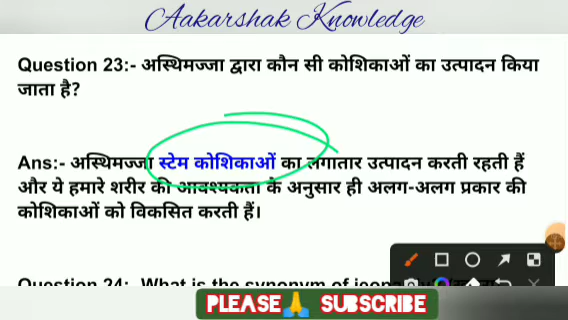 Aakarshak Knowledge
Question 23:- अस्थिमज्जा द्वारा कौन सी कोशिकाओं का उत्पादन किया
जाता है?
Ans:- अस्थिमज्जा स्टेम कोशिकाओं का लगातार उत्पादन करती रहती हैं
और ये हमारे शरीर की आवश्यकता के अनुसार ही अलग-अलग प्रकार की
कोशिकाओं को विकसित करती हैं।
Question 24:- What is the synonym of
PLEASE🙏 SUBSCRIBE